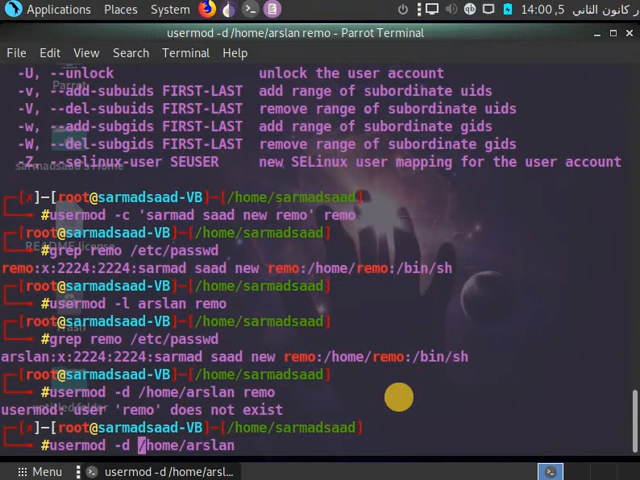 Applications Places System كانون الثاني 5, 14:00
usermod -d /home/arslan remo - Parrot Terminal
File Edit View Search Terminal Help
-U, --unlock unlock the user account
-v, --add-subuids FIRST-LAST add range of subordinate uids
-V, --del-subuids FIRST-LAST remove range of subordinate uids
-w, --add-subgids FIRST-LAST add range of subordinate gids
-W, --del-subgids FIRST-LAST remove range of subordinate gids
-Z, --selinux-user SEUSER new SELinux user mapping for the user account
sarmadsaad's Home
┌─[✗]─[root@sarmadsaad-VB]─[/home/sarmadsaad]
└──╼ #usermod -c 'sarmad saad new remo' remo
┌─[root@sarmadsaad-VB]─[/home/sarmadsaad]
README.license
└──╼ #grep remo /etc/passwd
remo:x:2224:2224:sarmad saad new remo:/home/remo:/bin/sh
┌─[root@sarmadsaad-VB]─[/home/sarmadsaad]
└──╼ #usermod -l arslan remo
┌─[root@sarmadsaad-VB]─[/home/sarmadsaad]
Trash
└──╼ #grep remo /etc/passwd
arslan:x:2224:2224:sarmad saad new remo:/home/remo:/bin/sh
┌─[root@sarmadsaad-VB]─[/home/sarmadsaad]
└──╼ #usermod -d /home/arslan remo
untitled folder
usermod: user 'remo' does not exist
┌─[✗]─[root@sarmadsaad-VB]─[/home/sarmadsaad]
└──╼ #usermod -d /home/arslan
Menu usermod -d /home/arsl...